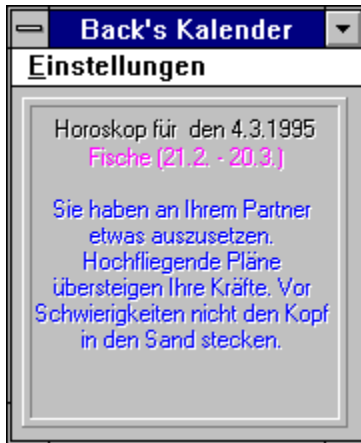 Back's Kalender
Einstellungen
Horoskop für den 4.3.1995
Fische (21.2. - 20.3.)
Sie haben an Ihrem Partner
etwas auszusetzen.
Hochfliegende Pläne
übersteigen Ihre Kräfte. Vor
Schwierigkeiten nicht den Kopf
in den Sand stecken.